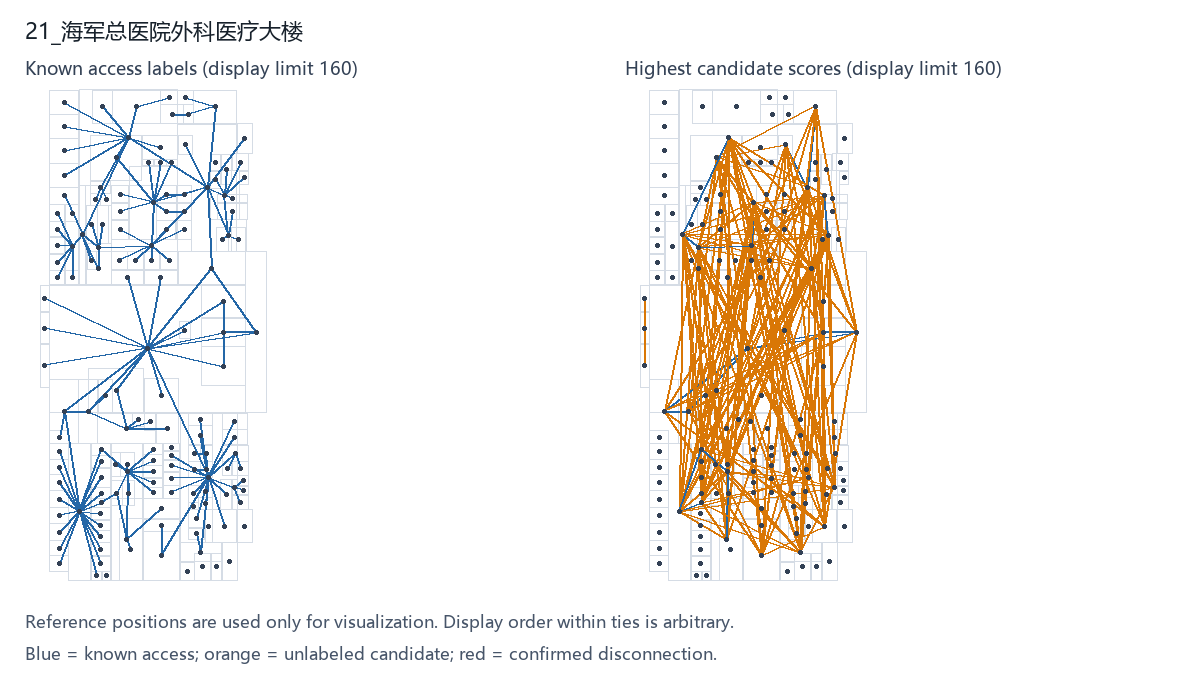 21_海军总医院外科医疗大楼
Known access labels (display limit 160)
Highest candidate scores (display limit 160)
Reference positions are used only for visualization. Display order within ties is arbitrary.
Blue = known access; orange = unlabeled candidate; red = confirmed disconnection.